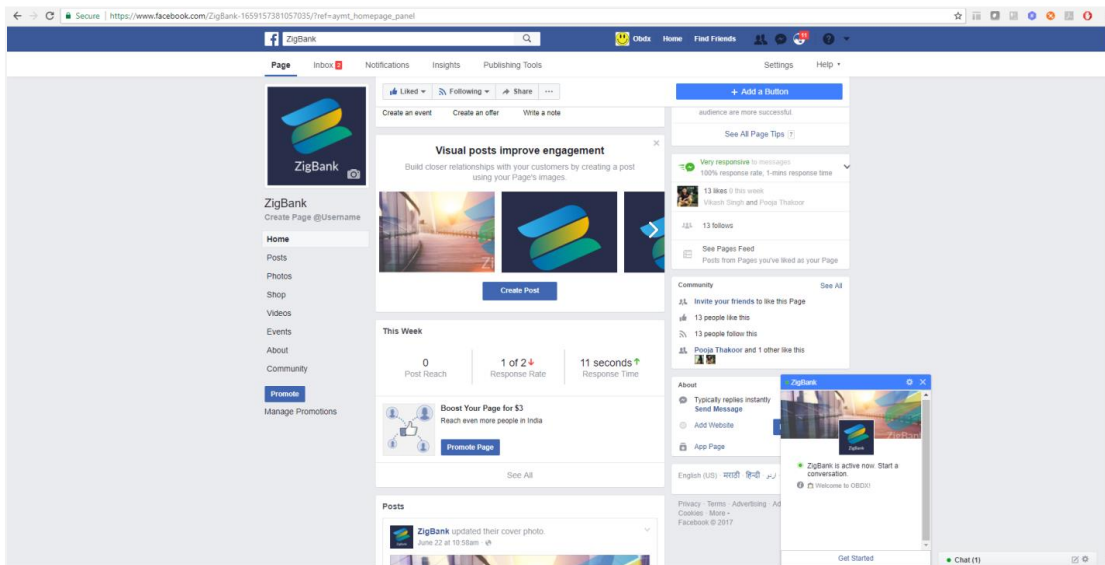 Secure | https://www.facebook.com/ZigBank-1659157381057035/?ref=aymt_homepage_panel
ZigBank
Obdx Home Find Friends
11
Page Inbox 2 Notifications Insights Publishing Tools Settings Help
Liked Following Share ...
+ Add a Button
ZigBank
ZigBank
Create Page @Username
Home
Posts
Photos
Shop
Videos
Events
About
Community
Promote
Manage Promotions
Create an event Create an offer Write a note
Visual posts improve engagement
Build closer relationships with your customers by creating a post
using your Page's images.
Create Post
This Week
0
Post Reach
1 of 2
Response Rate
11 seconds
Response Time
Boost Your Page for $3
Reach even more people in India
Promote Page
See All
Posts
ZigBank updated their cover photo.
June 22 at 10:58am
audience are more successful.
See All Page Tips ?
Very responsive to messages
100% response rate, 1-mins response time
13 likes 0 this week
Vikash Singh and Pooja Thakoor
13 follows
See Pages Feed
Posts from Pages you've liked as your Page
Community See All
Invite your friends to like this Page
13 people like this
13 people follow this
Pooja Thakoor and 1 other like this
About
Typically replies instantly
Send Message
Add Website
App Page
English (US) · मराठी · हिन्दी · اردو
Privacy · Terms · Advertising · Ad
Cookies · More
Facebook © 2017
ZigBank
ZigBank
ZigBank
ZigBank is active now. Start a
conversation.
Welcome to OBDX!
Get Started
Chat (1)